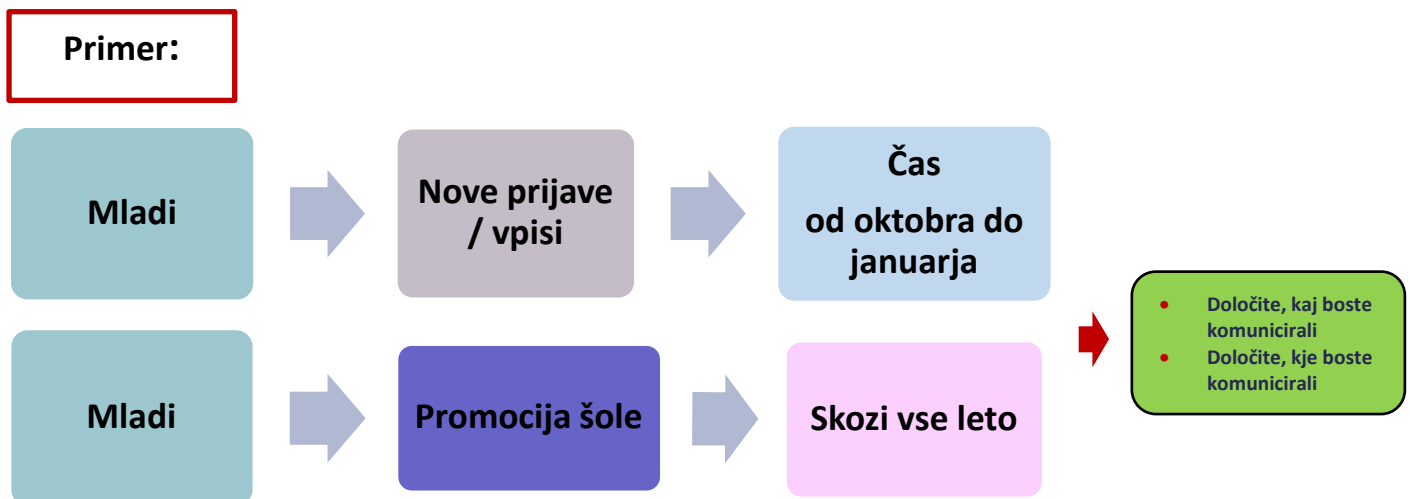 Primer:
Mladi
Nove prijave
/ vpisi
Čas
od oktobra do
januarja
Mladi
Promocija šole
Skozi vse leto
• Določite, kaj boste
komunicirali
• Določite, kje boste
komunicirali